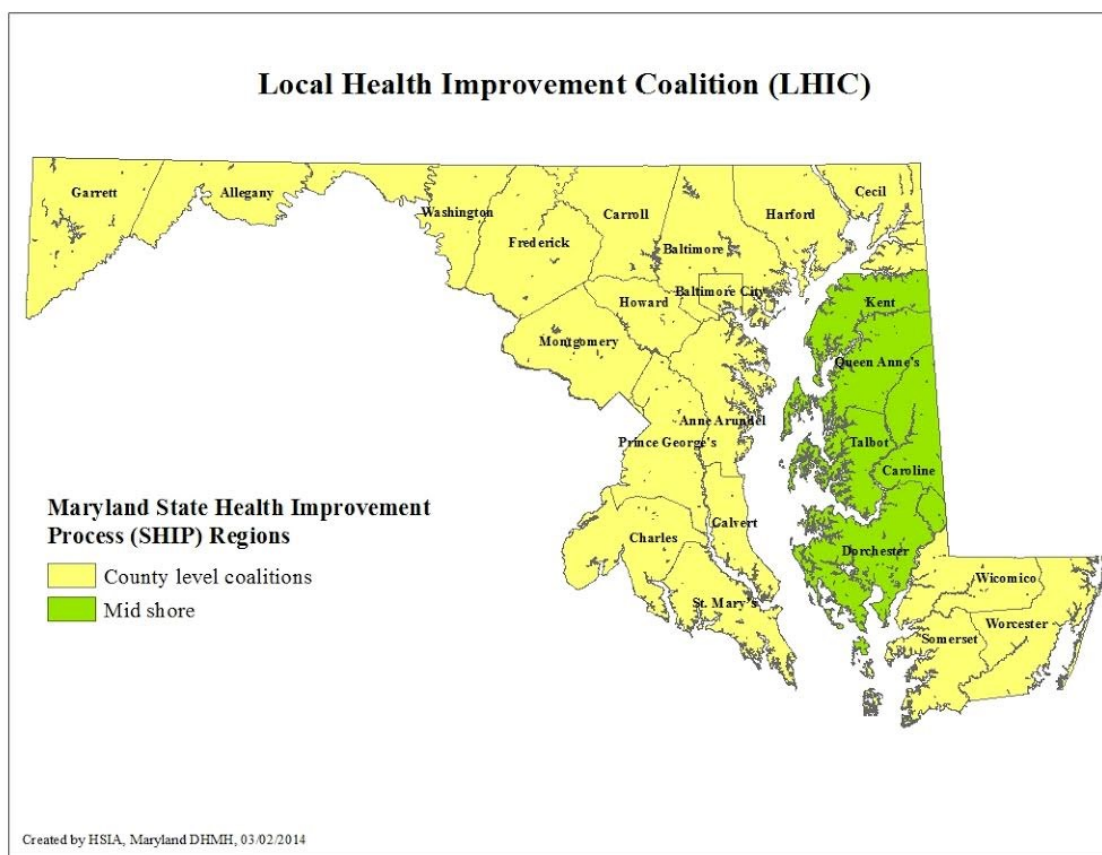 Local Health Improvement Coalition (LHIC)
Garrett
Allegany
Washington
Frederick
Carroll
Baltimore
Harford
Cecil
Howard
Baltimore City
Kent
Montgomery
Queen Anne's
Anne Arundel
Prince George's
Talbot
Caroline
Maryland State Health Improvement
Process (SHIP) Regions
County level coalitions
Mid shore
Charles
Calvert
Dorchester
St. Mary's
Wicomico
Worcester
Somerset
Created by HSIA, Maryland DHMH, 03/02/2014